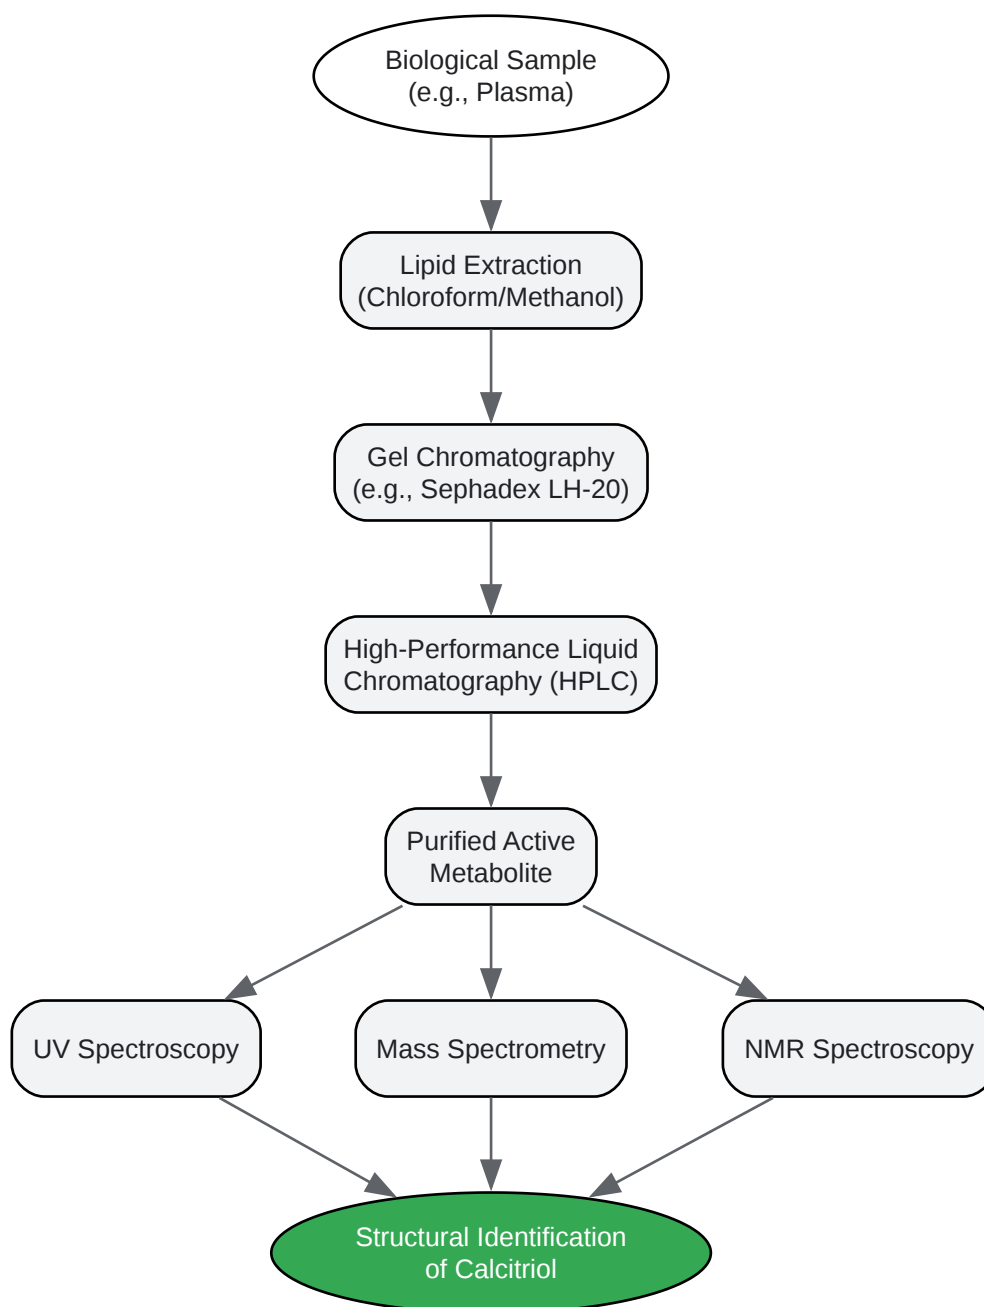 Biological Sample
(e.g., Plasma)
Lipid Extraction
(Chloroform/Methanol)
Gel Chromatography
(e.g., Sephadex LH-20)
High-Performance Liquid
Chromatography (HPLC)
Purified Active
Metabolite
UV Spectroscopy
Mass Spectrometry
NMR Spectroscopy
Structural Identification
of Calcitriol